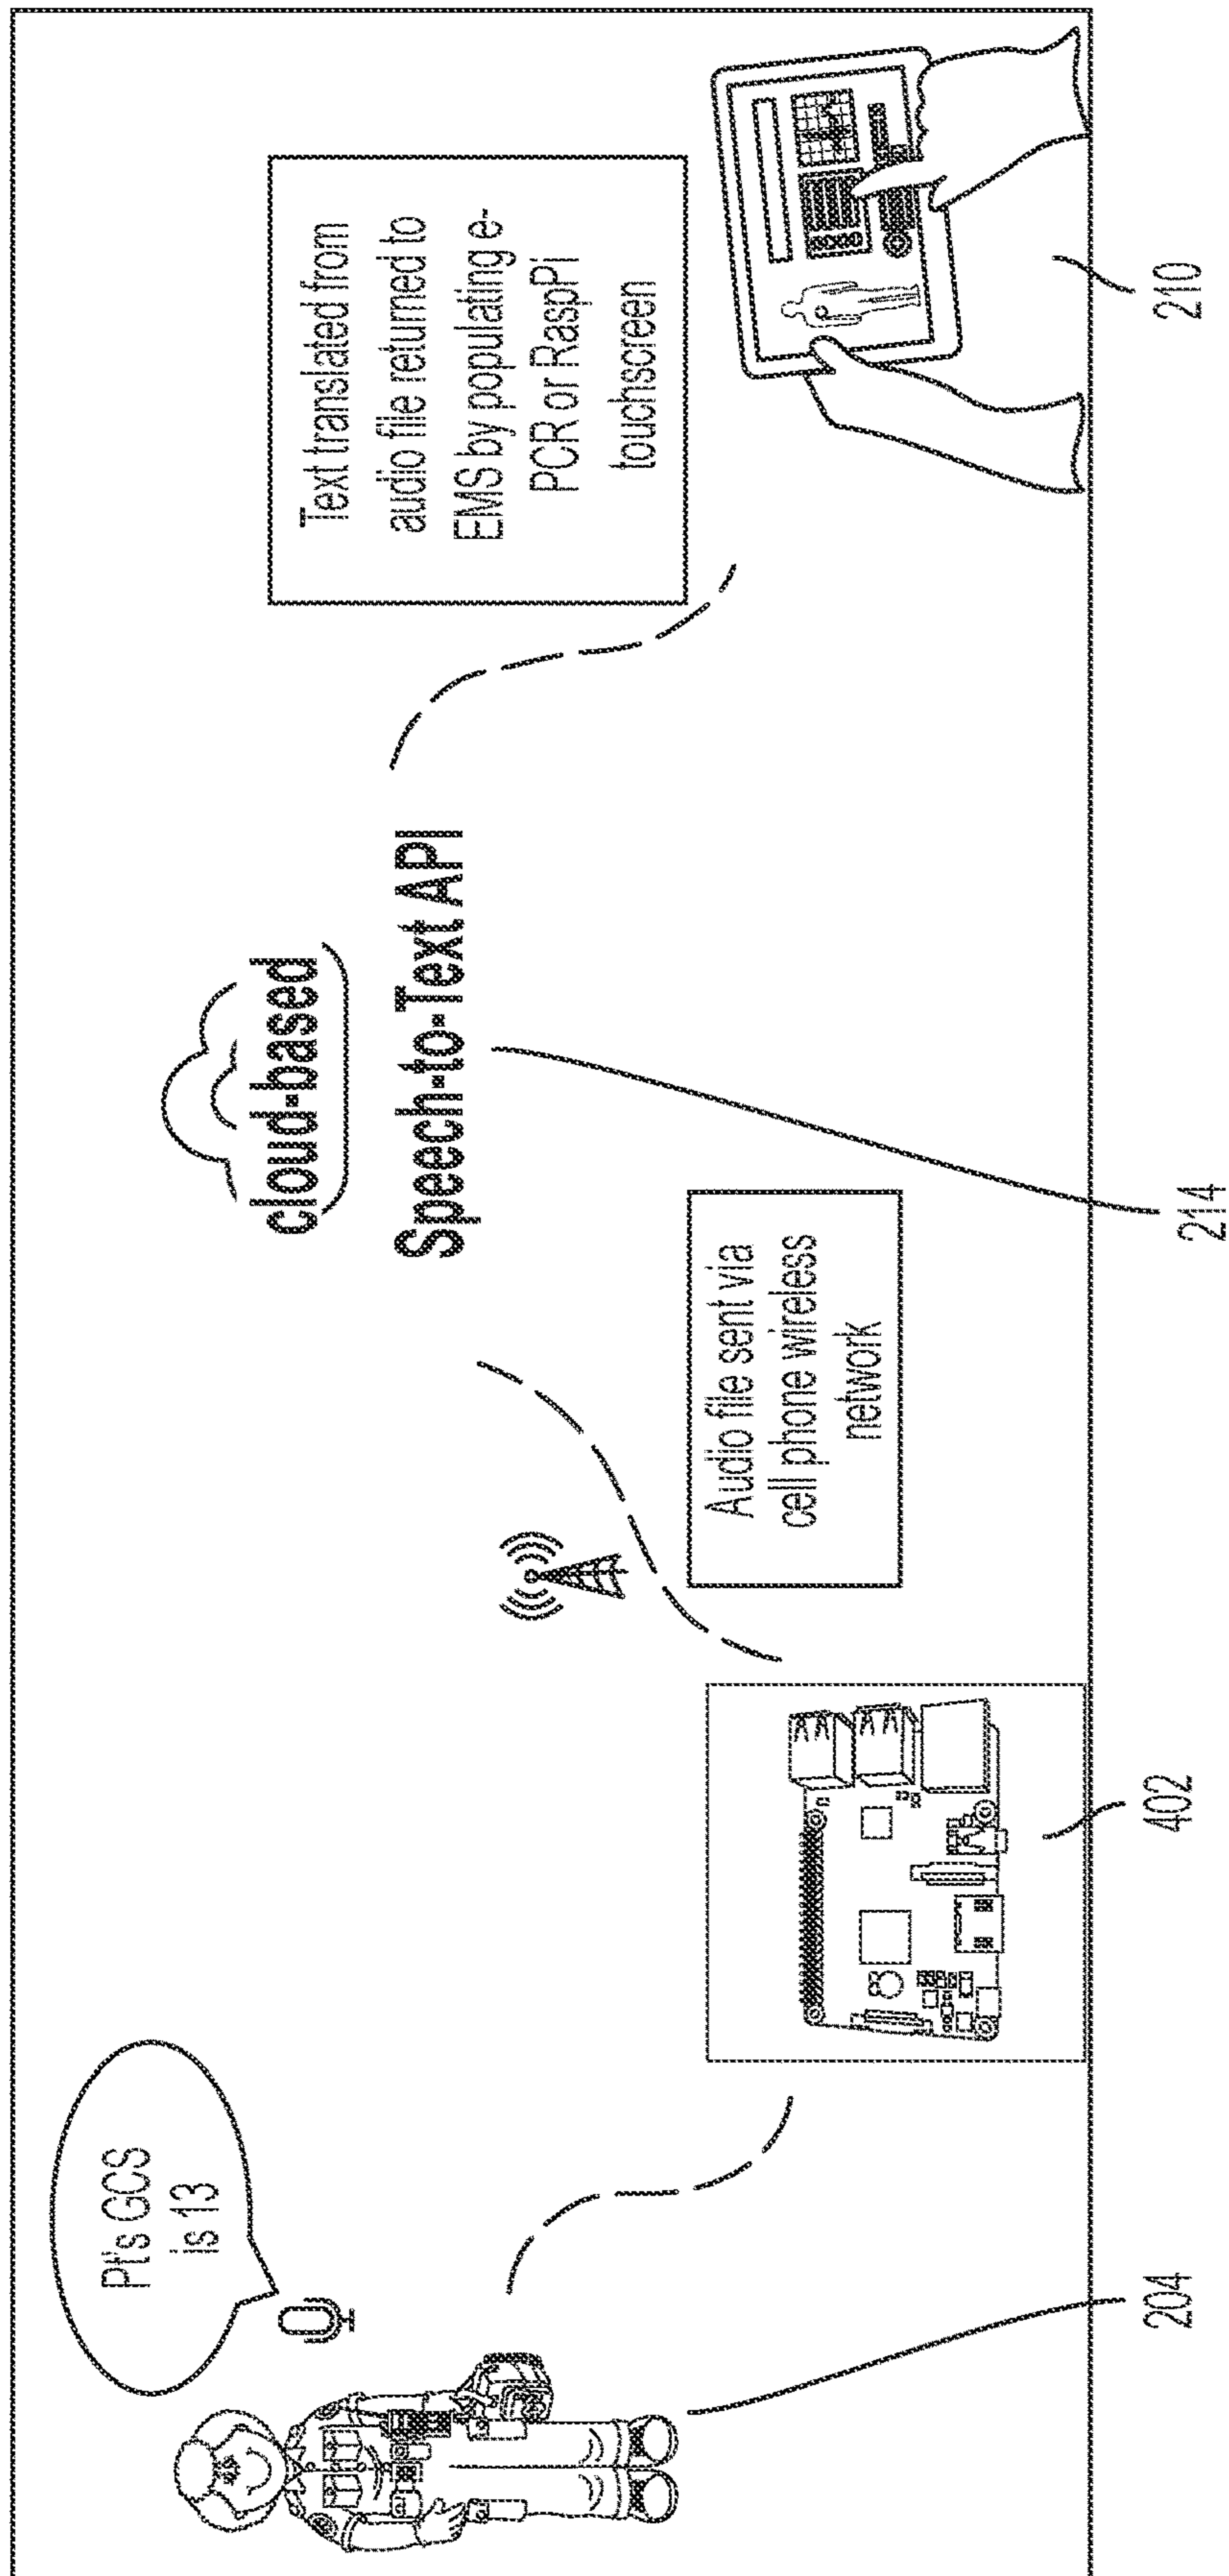 Pt's GCS
is 13
204
402
Audio file sent via
cell phone wireless
network
cloud-based
Speech-to-Text API
214
Text translated from
audio file returned to
EMS by populating e-
PCR or RaspPi
touchscreen
210